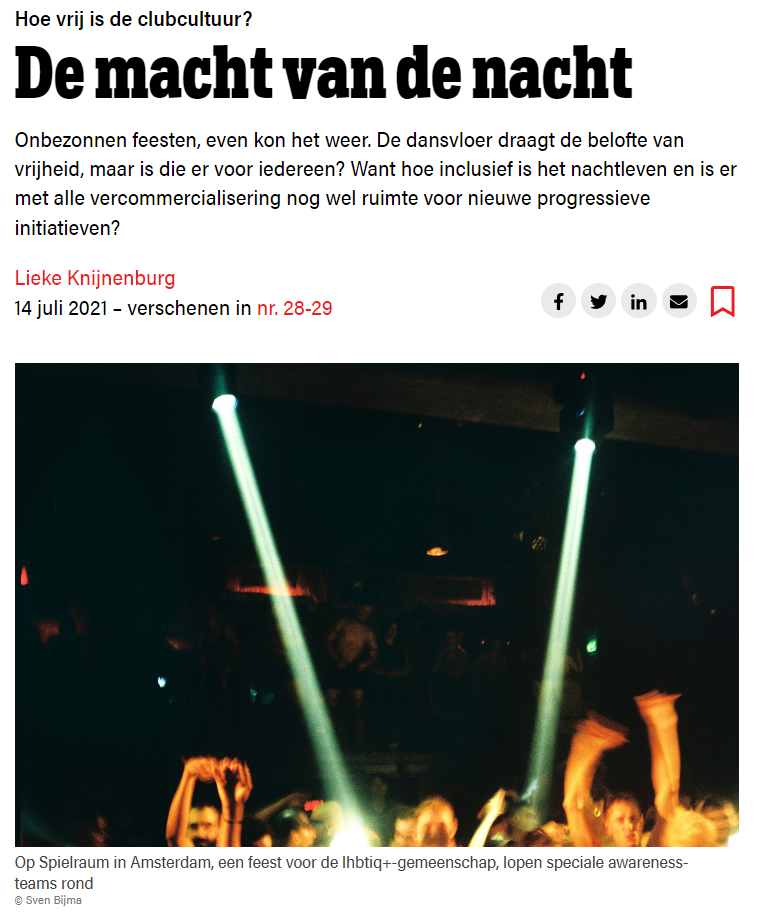 Hoe vrij is de clubcultuur?
De macht van de nacht
Onbezonnen feesten, even kon het weer. De dansvloer draagt de belofte van
vrijheid, maar is die er voor iedereen? Want hoe inclusief is het nachtleven en is er
met alle vercommercialisering nog wel ruimte voor nieuwe progressieve
initiatieven?
Lieke Knijnenburg
14 juli 2021 – verschenen in nr. 28-29
Op Spielraum in Amsterdam, een feest voor de lhbtiq+-gemeenschap, lopen speciale awareness-
teams rond
© Sven Bijma